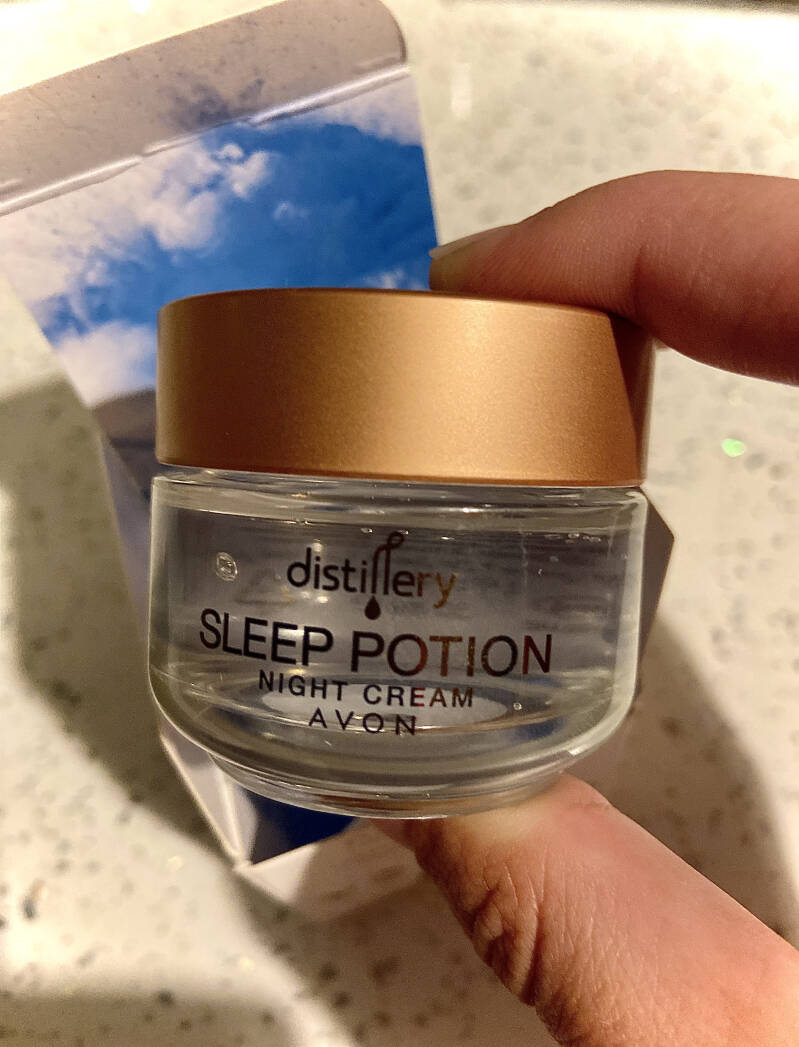 distillery
SLEEP POTION
NIGHT CREAM
AVON